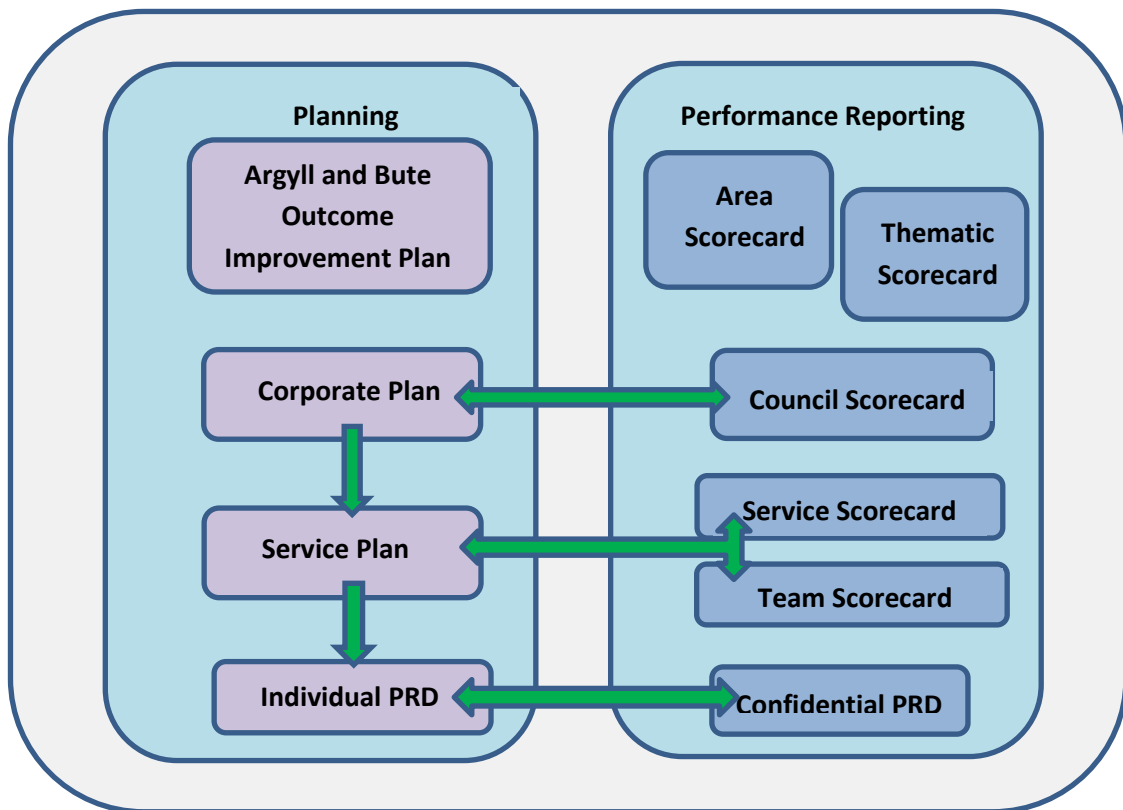 Planning
Argyll and Bute
Outcome
Improvement Plan
Corporate Plan
Service Plan
Individual PRD
Performance Reporting
Area
Scorecard
Thematic
Scorecard
Council Scorecard
Service Scorecard
Team Scorecard
Confidential PRD